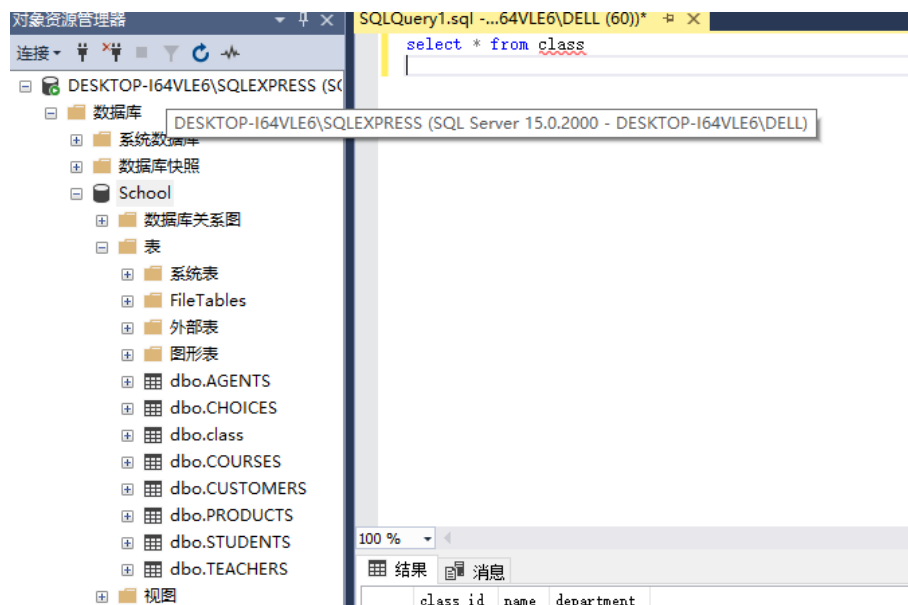 对象资源管理器
SQLQuery1.sql -...64VLE6\DELL (60))*
连接
select * from class
DESKTOP-I64VLE6\SQLEXPRESS (SQ
数据库
DESKTOP-I64VLE6\SQLEXPRESS (SQL Server 15.0.2000 - DESKTOP-I64VLE6\DELL)
系统数据库
数据库快照
School
数据库关系图
表
系统表
FileTables
外部表
图形表
dbo.AGENTS
dbo.CHOICES
dbo.class
dbo.COURSES
dbo.CUSTOMERS
dbo.PRODUCTS
dbo.STUDENTS
dbo.TEACHERS
视图
100 %
结果 消息
class_id name department